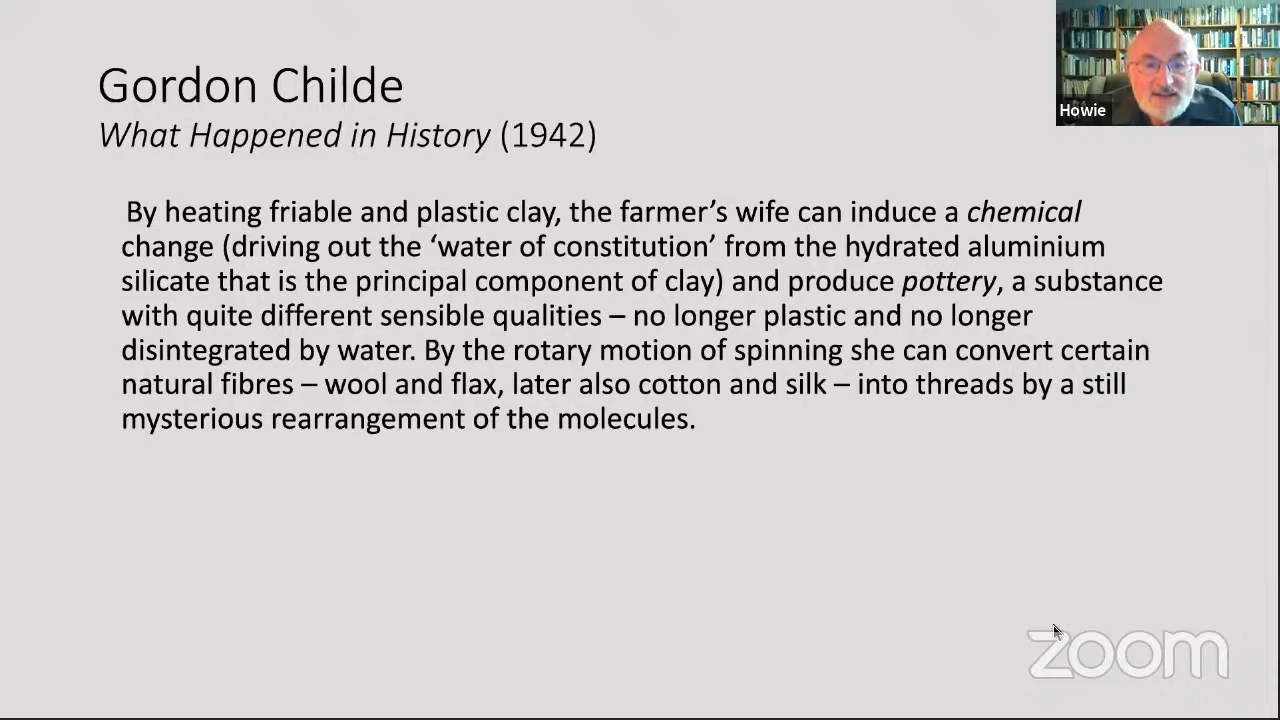 Gordon Childe
What Happened in History (1942)
Howie
By heating friable and plastic clay, the farmer’s wife can induce a chemical
change (driving out the ‘water of constitution’ from the hydrated aluminium
silicate that is the principal component of clay) and produce pottery, a substance
with quite different sensible qualities – no longer plastic and no longer
disintegrated by water. By the rotary motion of spinning she can convert certain
natural fibres – wool and flax, later also cotton and silk – into threads by a still
mysterious rearrangement of the molecules.
zoom